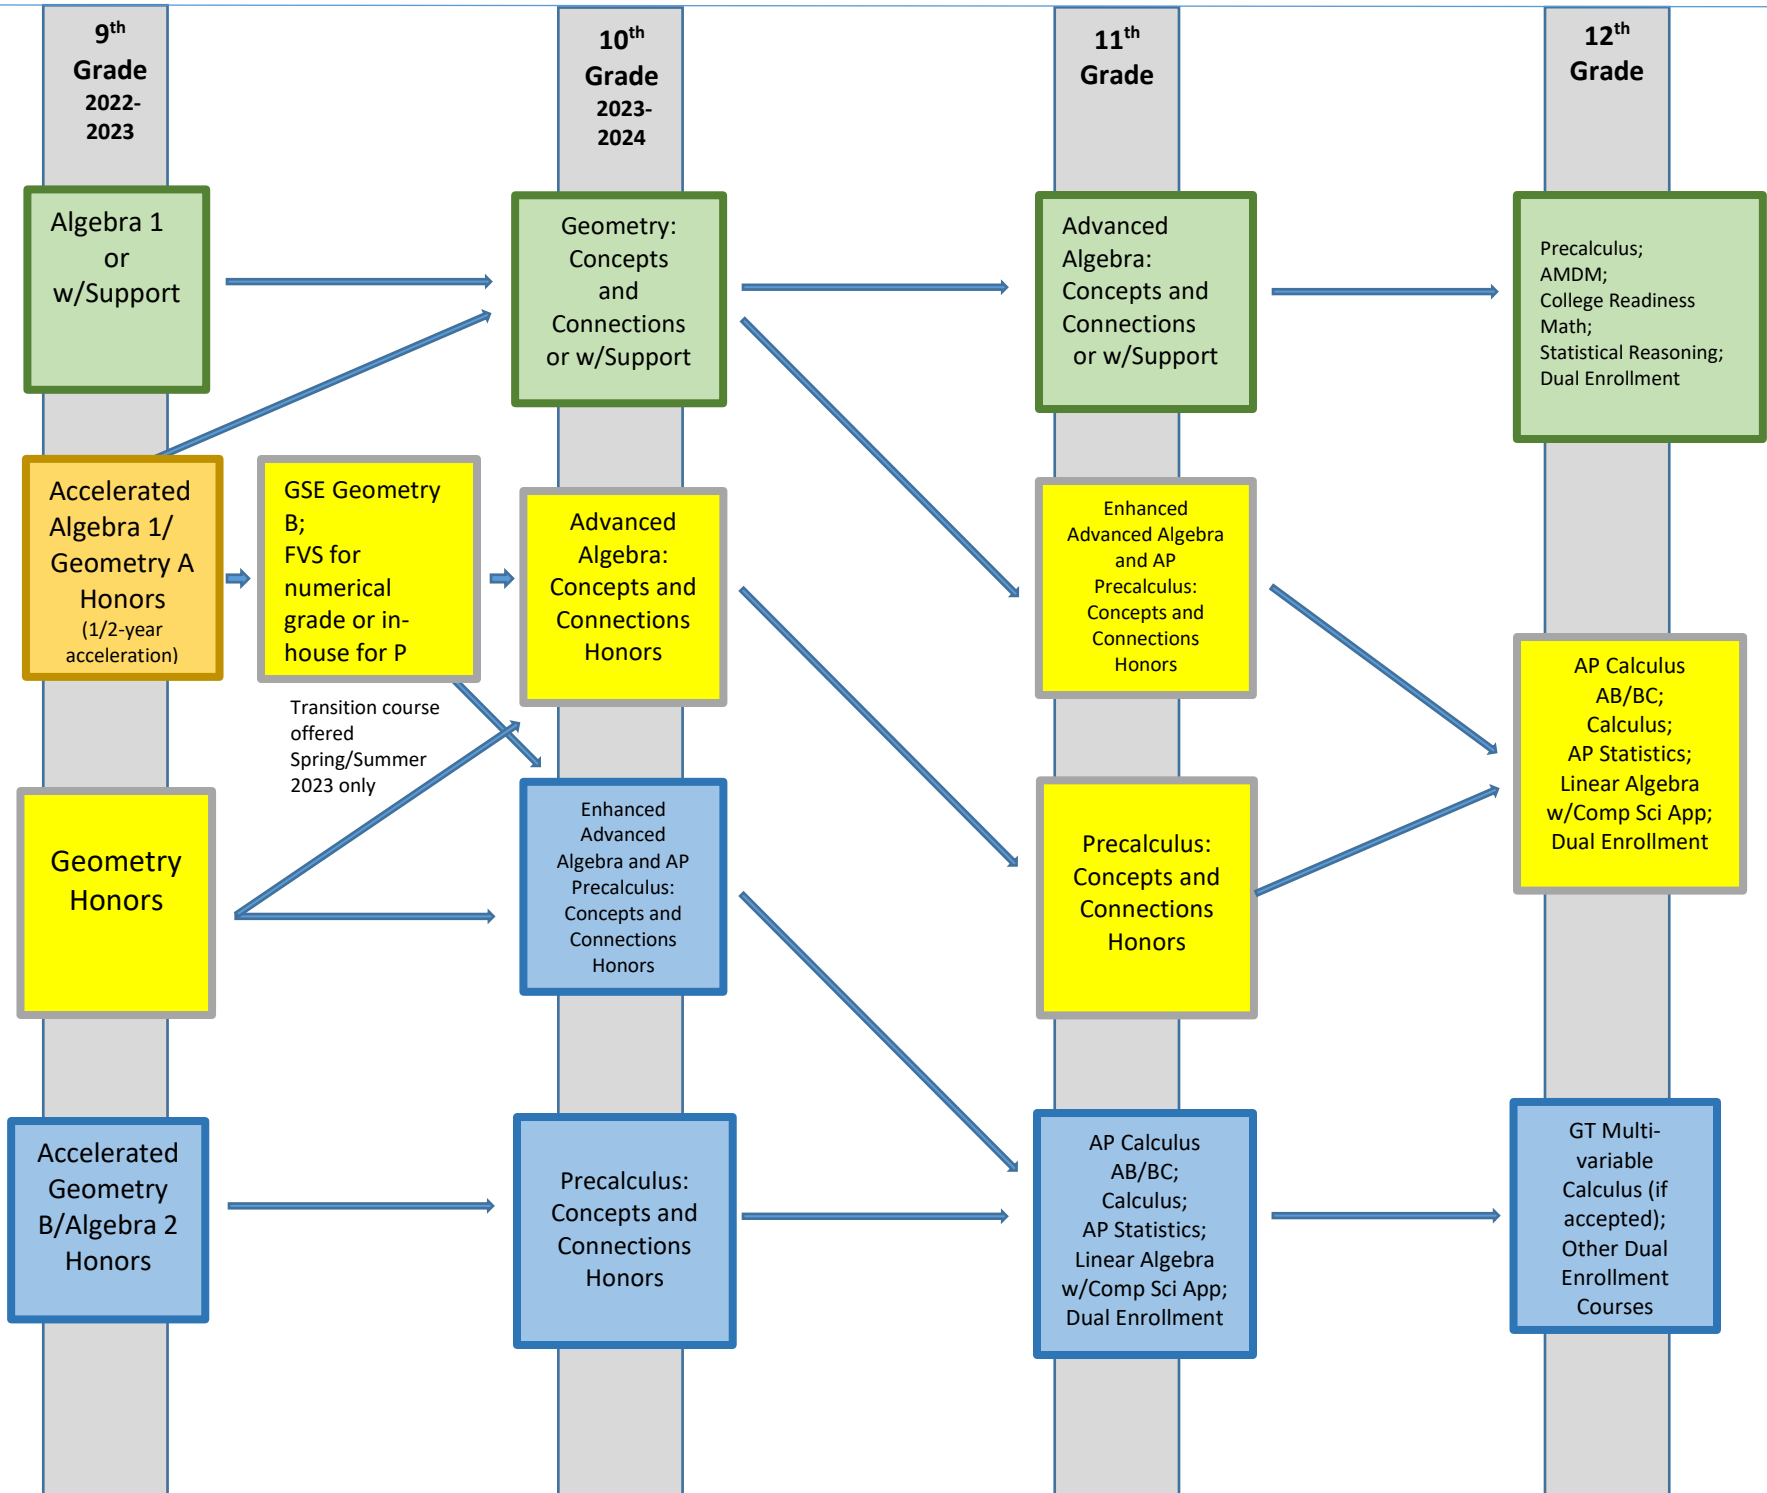 9th
Grade
2022-
2023
10th
Grade
2023-
2024
11th
Grade
12th
Grade
Algebra 1
or
w/Support
Geometry:
Concepts
and
Connections
or w/Support
Advanced
Algebra:
Concepts and
Connections
or w/Support
Precalculus;
AMDM;
College Readiness
Math;
Statistical Reasoning;
Dual Enrollment
Accelerated
Algebra 1/
Geometry A
Honors
(1/2-year
acceleration)
GSE Geometry
B;
FVS for
numerical
grade or in-
house for P
Transition course
offered
Spring/Summer
2023 only
Advanced
Algebra:
Concepts and
Connections
Honors
Enhanced
Advanced Algebra
and AP
Precalculus:
Concepts and
Connections
Honors
AP Calculus
AB/BC;
Calculus;
AP Statistics;
Linear Algebra
w/Comp Sci App;
Dual Enrollment
Geometry
Honors
Enhanced
Advanced
Algebra and AP
Precalculus:
Concepts and
Connections
Honors
Precalculus:
Concepts and
Connections
Honors
Accelerated
Geometry
B/Algebra 2
Honors
Precalculus:
Concepts and
Connections
Honors
AP Calculus
AB/BC;
Calculus;
AP Statistics;
Linear Algebra
w/Comp Sci App;
Dual Enrollment
GT Multi-
variable
Calculus (if
accepted);
Other Dual
Enrollment
Courses